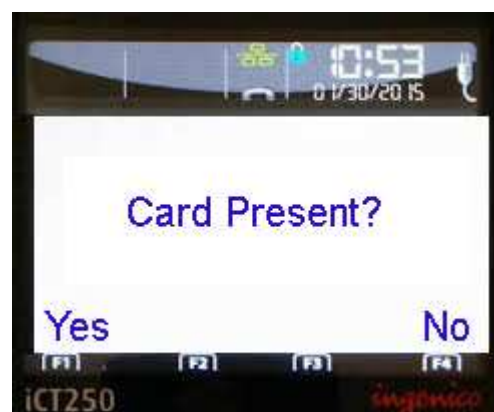 10:53
01/30/2015
Card Present?
Yes No
F1 F2 F3 F4
iCT250 ingenico